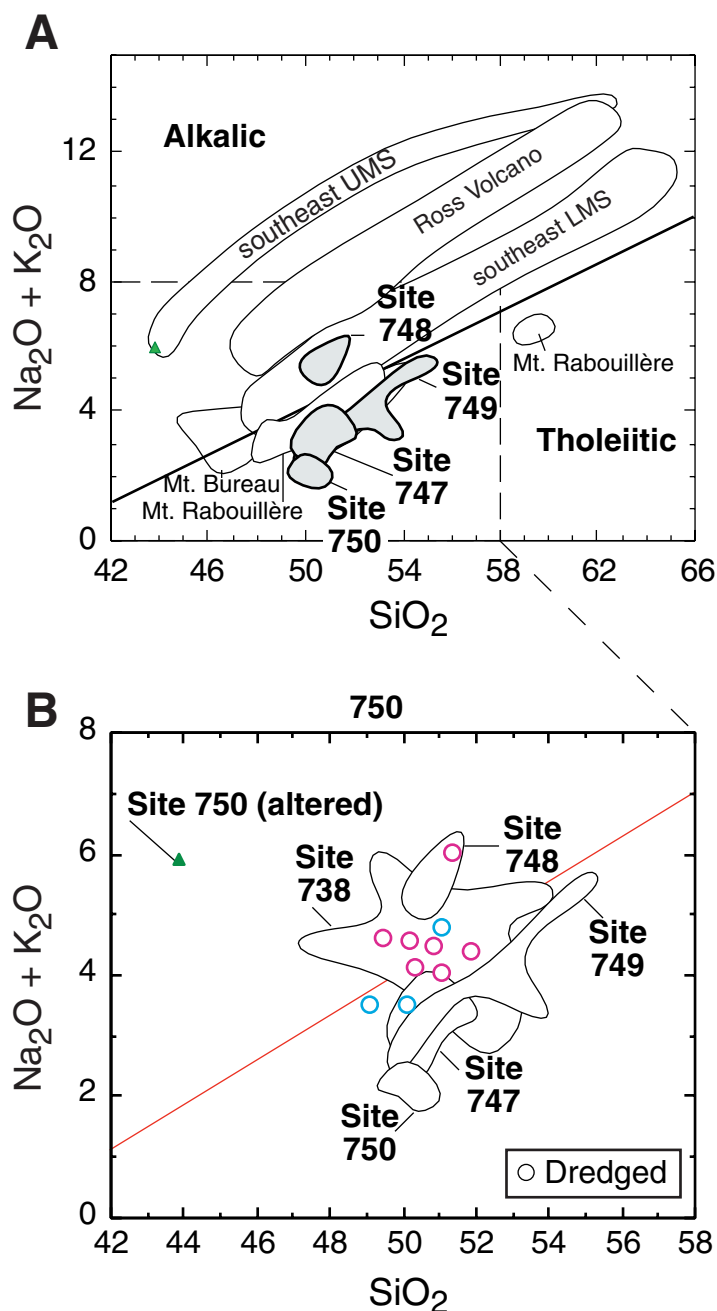 A
Alkalic
southeast UMS
Ross Volcano
southeast LMS
12
8
4
0
Na₂O + K₂O
Site
748
Mt. Rabouillère
Site
749
Tholeiitic
Site
747
Mt. Bureau
Mt. Rabouillère
Site
750
42 46 50 54 58 62 66
SiO₂
B
750
8
6
4
2
0
Na₂O + K₂O
Site 750 (altered)
Site
748
Site
738
Site
749
Site
747
Site
750
Dredged
42 44 46 48 50 52 54 56 58
SiO₂